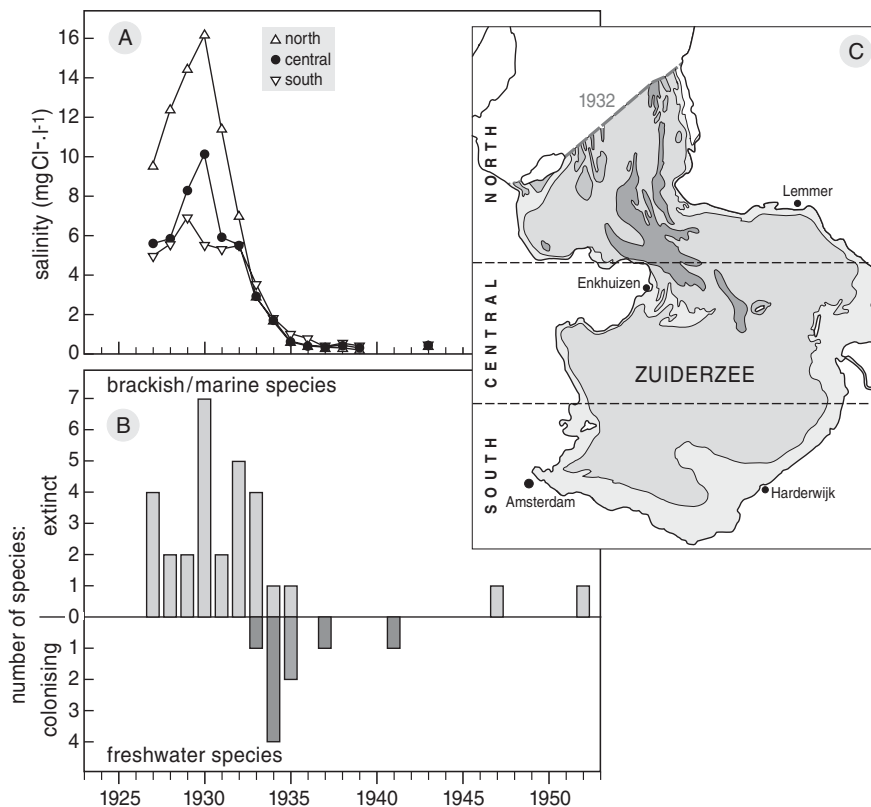 A
16
14
12
10
8
6
4
2
0
salinity (mg Cl⁻·l⁻¹)
north
central
south
B
brackish/marine species
7
6
5
4
3
2
1
0
1
2
3
4
number of species:
extinct
colonising
freshwater species
1925
1930
1935
1940
1945
1950
C
1932
NORTH
CENTRAL
SOUTH
Lemmer
Enkhuizen
ZUIDERZEE
Amsterdam
Harderwijk